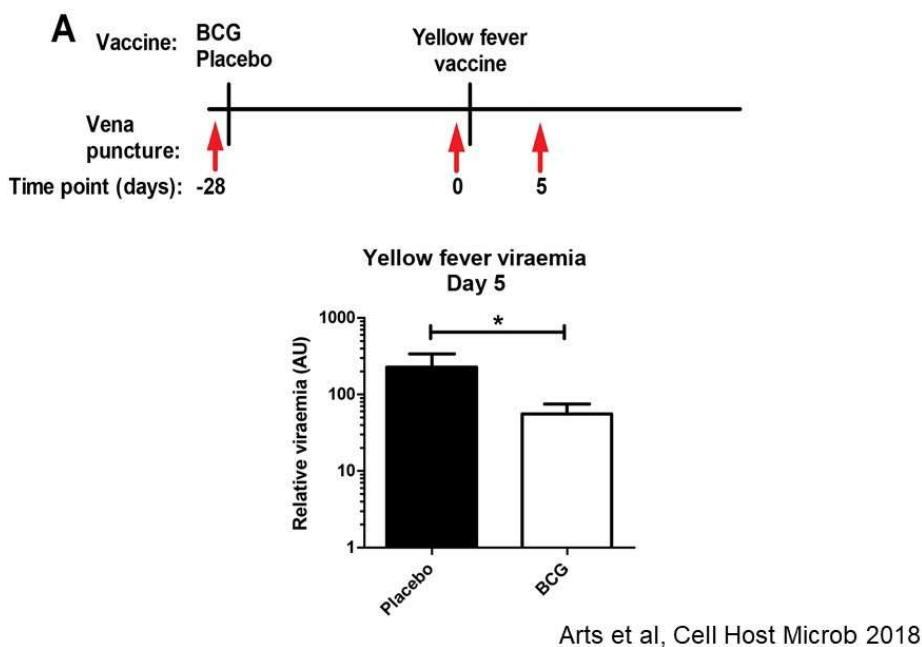 A
Vaccine: BCG Placebo
Yellow fever vaccine
Vena puncture:
Time point (days): -28 0 5
Yellow fever viraemia
Day 5
Relative viraemia (AU)
1000
*
100
10
1
Placebo BCG
Arts et al, Cell Host Microb 2018